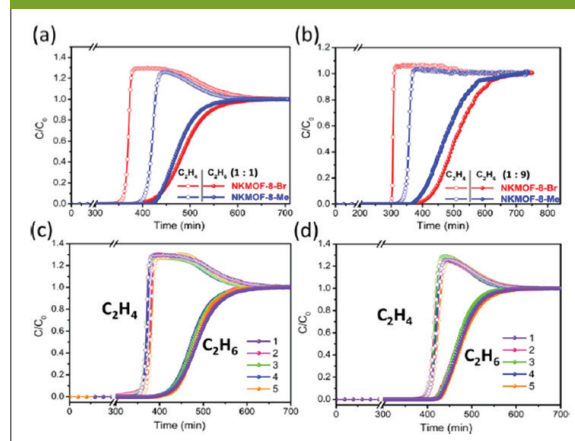 (a)
C/C₀
1.2
1.0
0.8
0.6
0.4
0.2
0.0
C₂H₄ C₂H₆ (1 : 1)
NKMOF-8-Br
NKMOF-8-Me
0 300 400 500 600 700
Time (min)
(b)
C/C₀
1.2
1.0
0.8
0.6
0.4
0.2
0.0
C₂H₄ C₂H₆ (1 : 9)
NKMOF-8-Br
NKMOF-8-Me
0 300 400 500 600 700 800
Time (min)
(c)
C/C₀
1.4
1.2
1.0
0.8
0.6
0.4
0.2
0.0
C₂H₄
C₂H₆
1
2
3
4
5
0 300 400 500 600 700
Time (min)
(d)
C/C₀
1.4
1.2
1.0
0.8
0.6
0.4
0.2
0.0
C₂H₄
C₂H₆
1
2
3
4
5
0 300 400 500 600 700
Time (min)